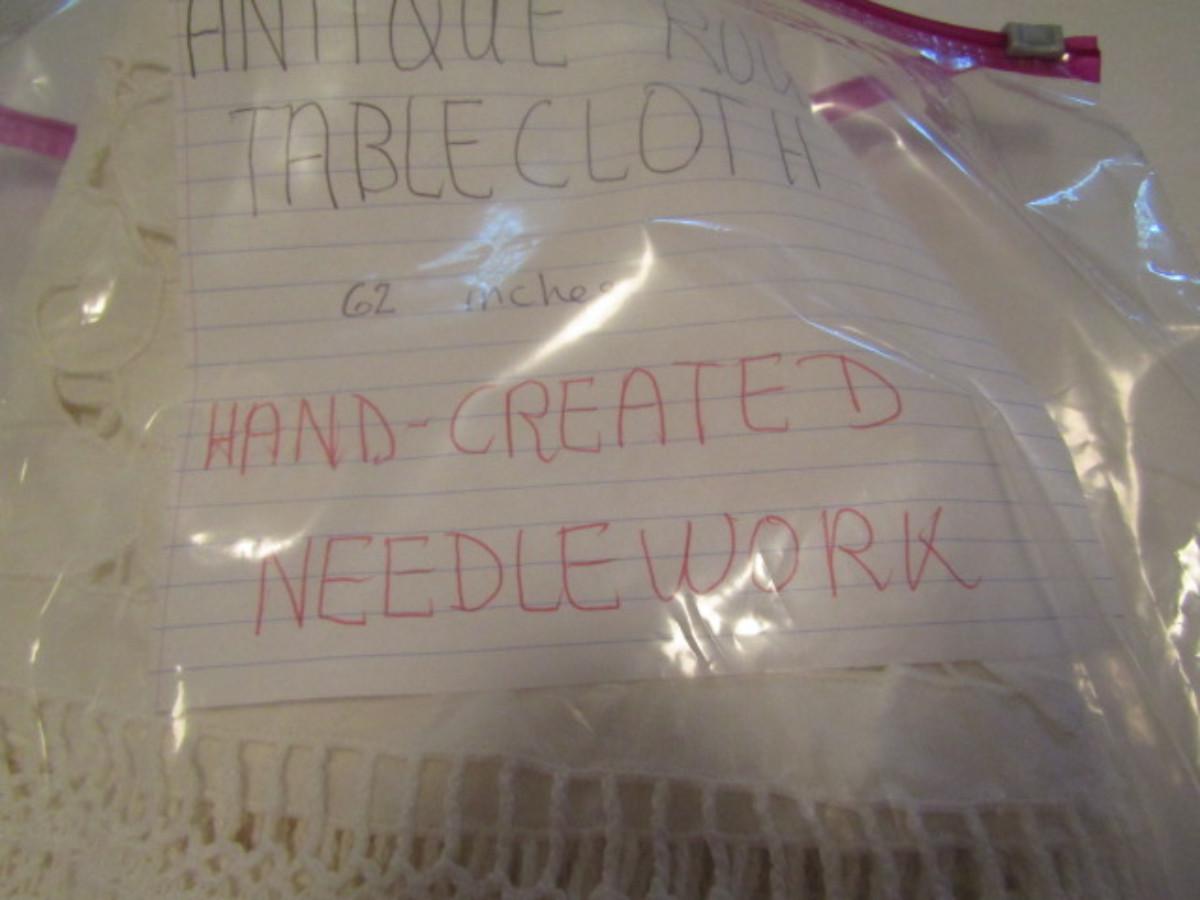 ANTIQUE
TABLECLOTH
62 inches
HAND-CREATED
NEEDLEWORK